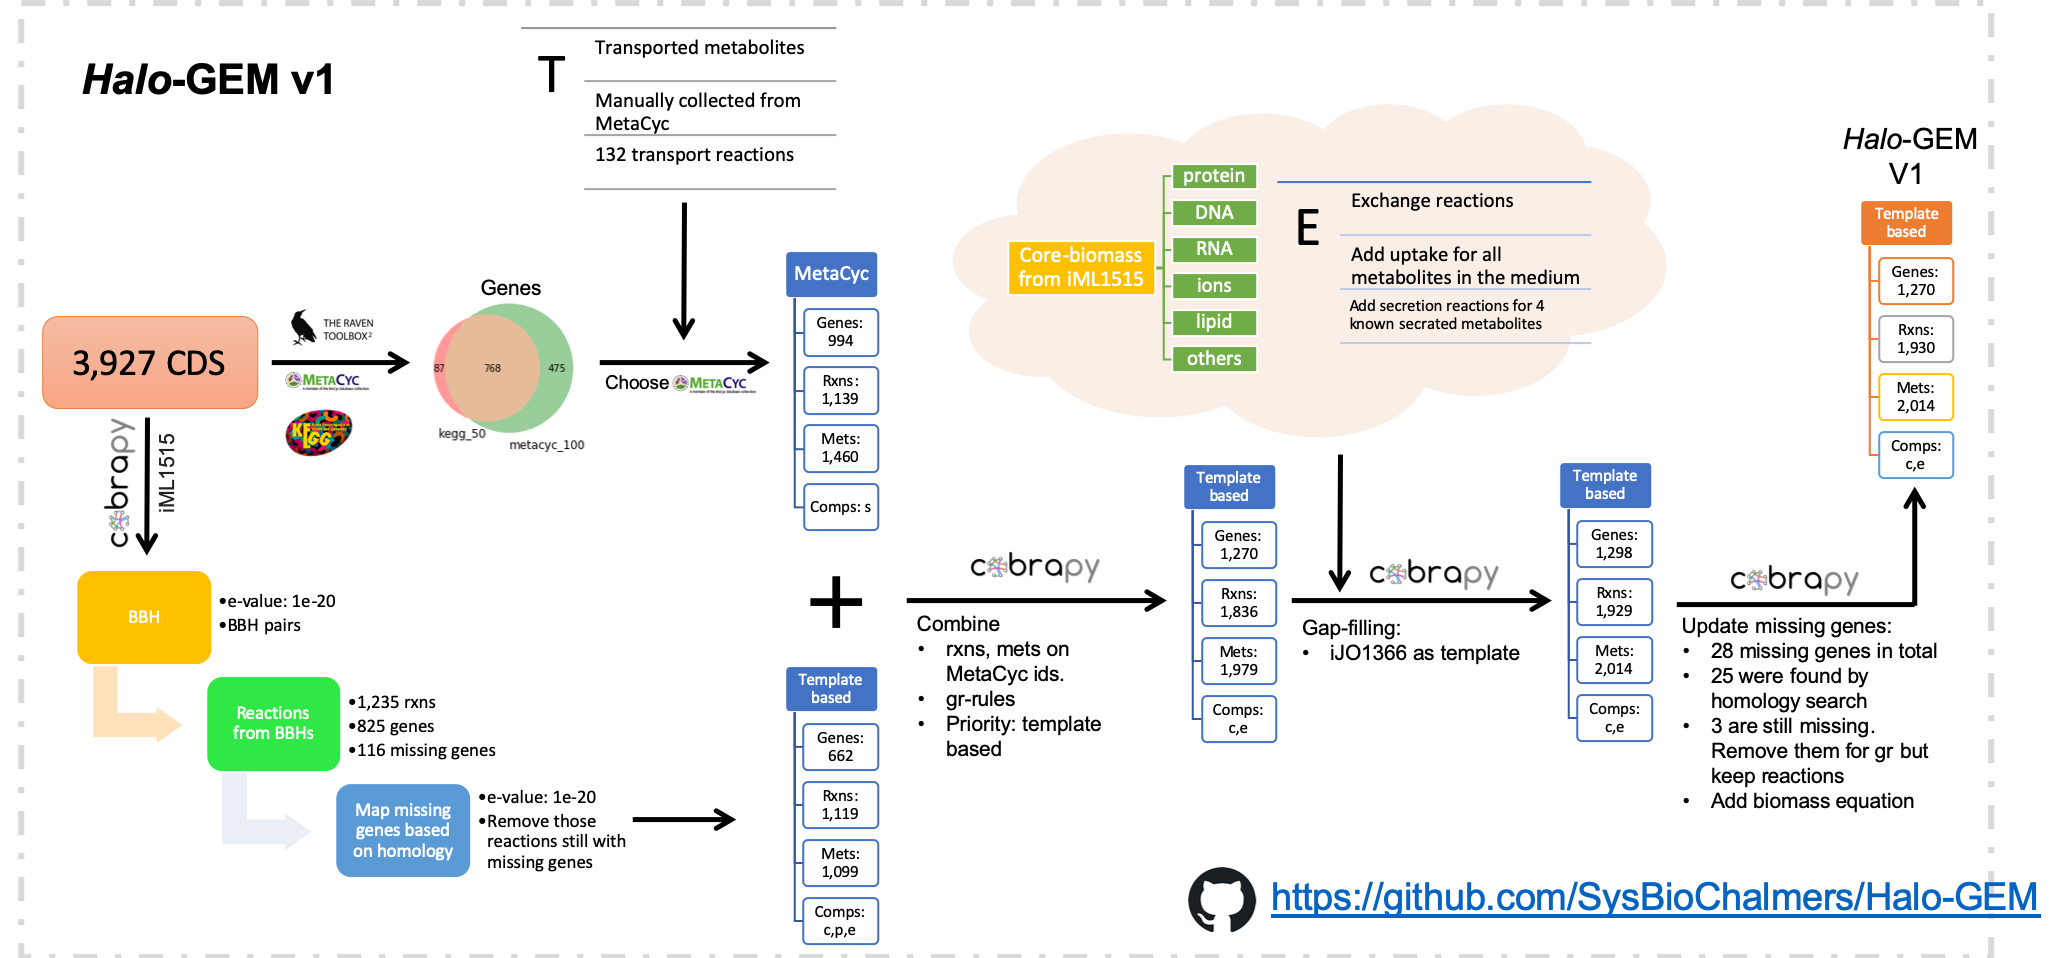 Halo-GEM v1
T
Transported metabolites
Manually collected from
MetaCyc
132 transport reactions
3,927 CDS
THE RAVEN
TOOLBOX²
METACYC
KEGG
Genes
87
768
475
kegg_50
metacyc_100
Choose METACYC
MetaCyc
Genes:
994
Rxns:
1,139
Mets:
1,460
Comps: s
cobrapy
iML1515
BBH
•e-value: 1e-20
•BBH pairs
Reactions
from BBHs
•1,235 rxns
•825 genes
•116 missing genes
Map missing
genes based
on homology
•e-value: 1e-20
•Remove those
reactions still with
missing genes
Template
based
Genes:
662
Rxns:
1,119
Mets:
1,099
Comps:
c,p,e
+
cobrapy
Combine
• rxns, mets on
MetaCyc ids.
• gr-rules
• Priority: template
based
Template
based
Genes:
1,270
Rxns:
1,836
Mets:
1,979
Comps:
c,e
Core-biomass
from iML1515
protein
DNA
RNA
ions
lipid
others
E
Exchange reactions
Add uptake for all
metabolites in the medium
Add secretion reactions for 4
known secrated metabolites
cobrapy
Gap-filling:
• iJO1366 as template
Template
based
Genes:
1,298
Rxns:
1,929
Mets:
2,014
Comps:
c,e
cobrapy
Update missing genes:
• 28 missing genes in total
• 25 were found by
homology search
• 3 are still missing.
Remove them for gr but
keep reactions
• Add biomass equation
Halo-GEM
V1
Template
based
Genes:
1,270
Rxns:
1,930
Mets:
2,014
Comps:
c,e
https://github.com/SysBioChalmers/Halo-GEM